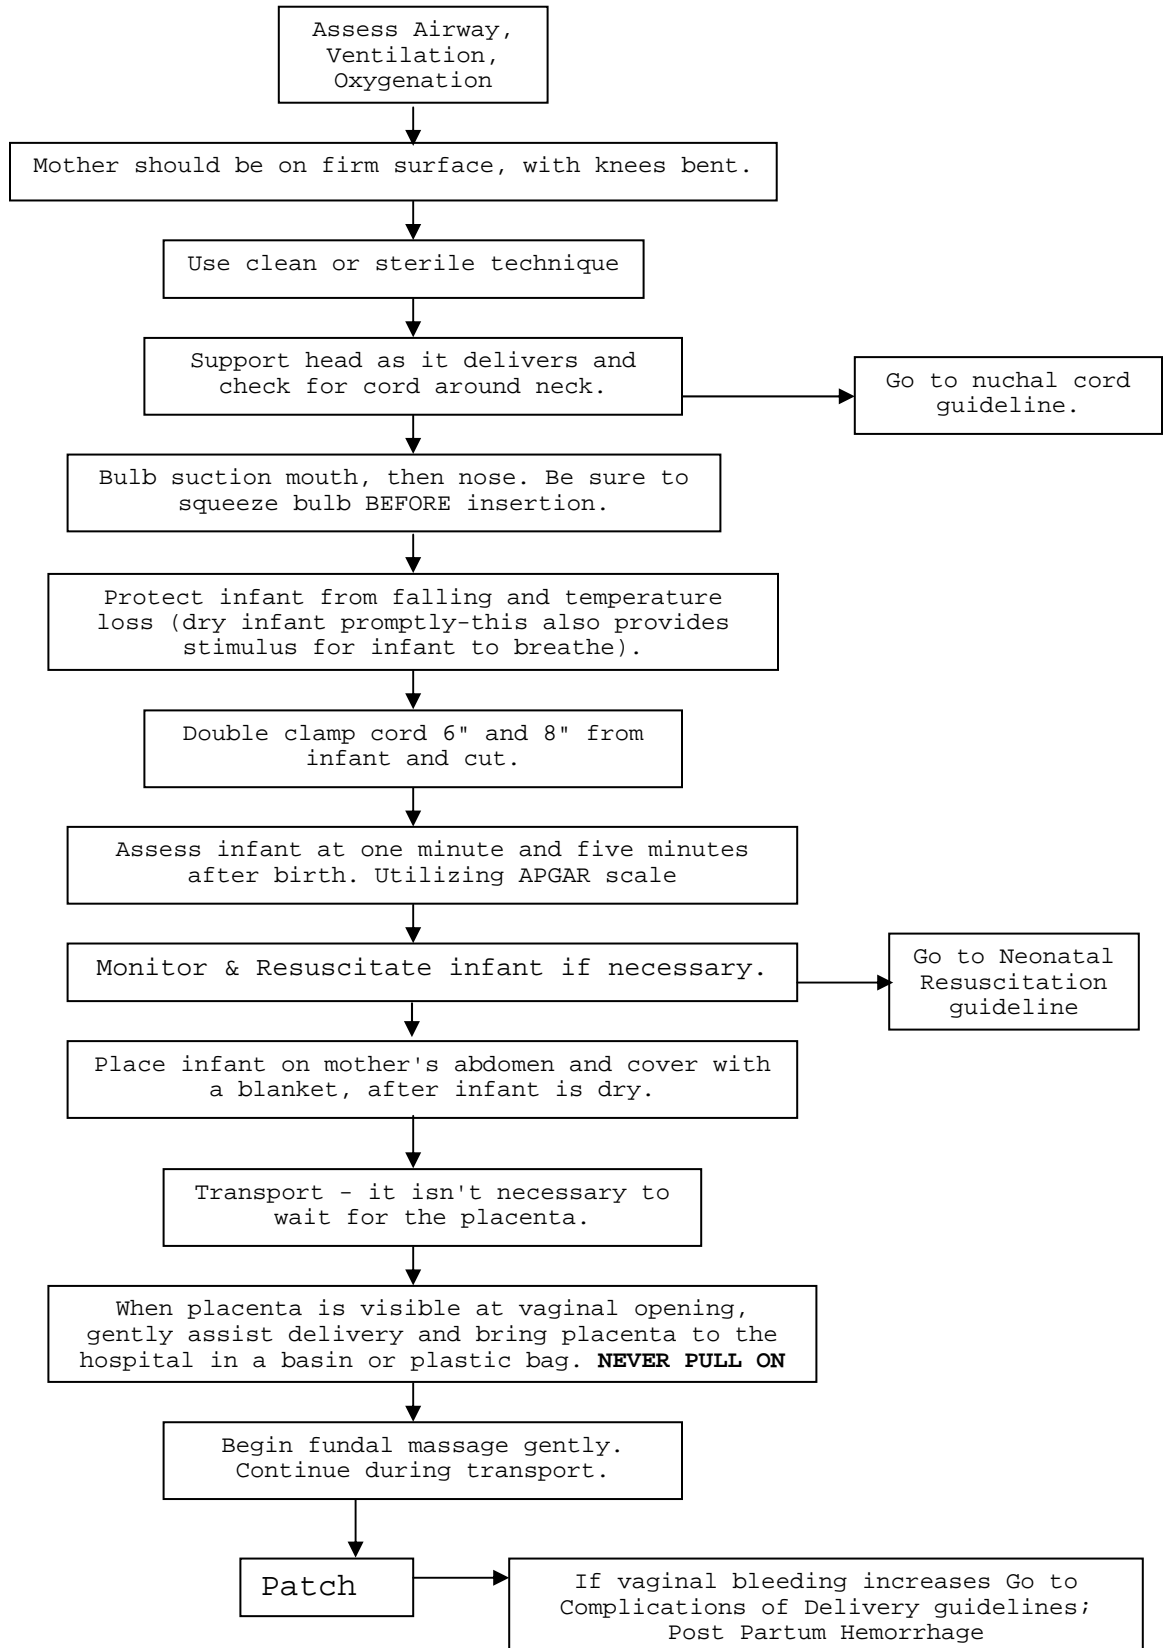 Assess Airway,
Ventilation,
Oxygenation
Mother should be on firm surface, with knees bent.
Use clean or sterile technique
Support head as it delivers and
check for cord around neck.
Go to nuchal cord
guideline.
Bulb suction mouth, then nose. Be sure to
squeeze bulb BEFORE insertion.
Protect infant from falling and temperature
loss (dry infant promptly-this also provides
stimulus for infant to breathe).
Double clamp cord 6" and 8" from
infant and cut.
Assess infant at one minute and five minutes
after birth. Utilizing APGAR scale
Monitor & Resuscitate infant if necessary.
Go to Neonatal
Resuscitation
guideline
Place infant on mother's abdomen and cover with
a blanket, after infant is dry.
Transport - it isn't necessary to
wait for the placenta.
When placenta is visible at vaginal opening,
gently assist delivery and bring placenta to the
hospital in a basin or plastic bag. NEVER PULL ON
Begin fundal massage gently.
Continue during transport.
Patch
If vaginal bleeding increases Go to
Complications of Delivery guidelines;
Post Partum Hemorrhage